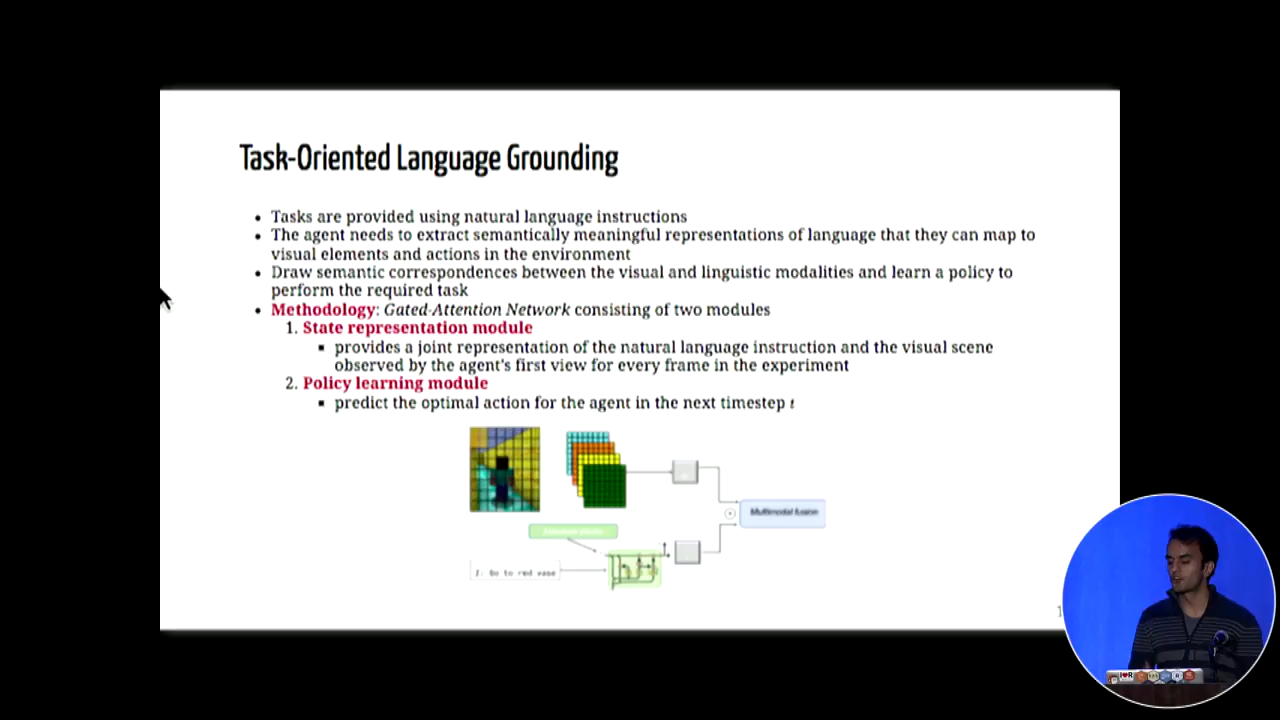 Task-Oriented Language Grounding
• Tasks are provided using natural language instructions
• The agent needs to extract semantically meaningful representations of language that they can map to
visual elements and actions in the environment
• Draw semantic correspondences between the visual and linguistic modalities and learn a policy to
perform the required task
• Methodology: Gated-Attention Network consisting of two modules
1. State representation module
▪ provides a joint representation of the natural language instruction and the visual scene
observed by the agent's first view for every frame in the experiment
2. Policy learning module
▪ predict the optimal action for the agent in the next timestep t
Multimodal fusion
I: Go to red vase